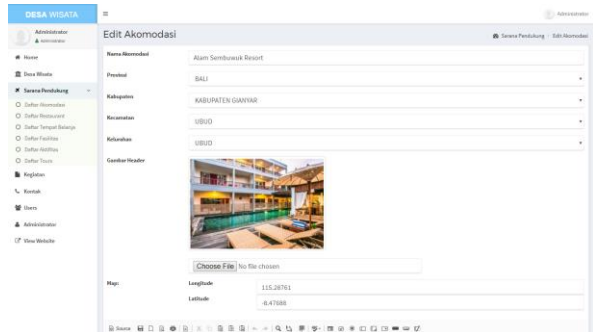 DESA WISATA
Administrator
Administrator
Administrator
Home
Desa Wisata
Sarana Pendukung
Daftar Akomodasi
Daftar Restaurant
Daftar Tempat Belanja
Daftar Fasilitas
Daftar Aktifitas
Daftar Tours
Kegiatan
Kontak
Users
Administrator
View Website
Edit Akomodasi
Sarana Pendukung
Edit Akomodasi
Nama Akomodasi
Alam Sembuwuk Resort
Provinsi
BALI
Kabupaten
KABUPATEN GIANYAR
Kecamatan
UBUD
Kelurahan
UBUD
Gambar Header
Choose File No file chosen
Map:
Longitude
115.28761
Latitude
-8.47688
Source